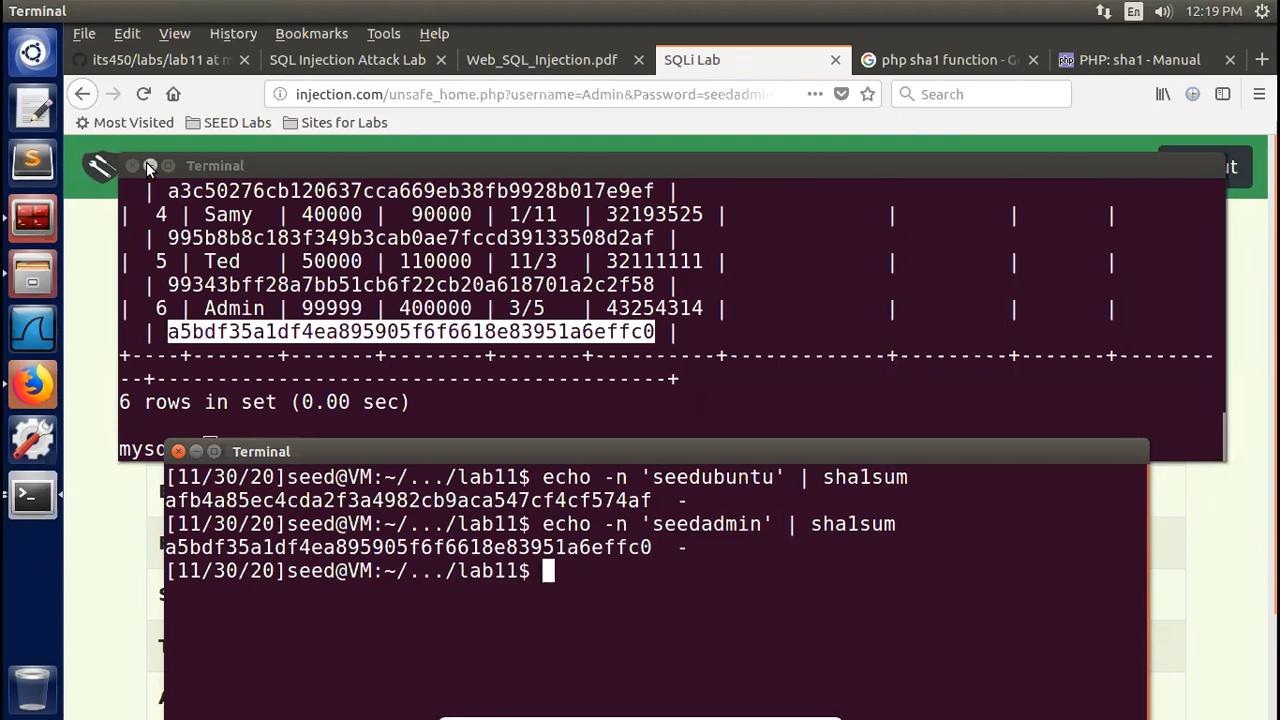 Terminal En 12:19 PM
File Edit View History Bookmarks Tools Help
its450/labs/lab11 at m SQL Injection Attack Lab Web_SQL_Injection.pdf SQLi Lab php sha1 function - G PHP: sha1 - Manual
injection.com/unsafe_home.php?username=Admin&Password=seedadmin Search
Most Visited SEED Labs Sites for Labs
Terminal ut
| a3c50276cb120637cca669eb38fb9928b017e9ef |
| 4 | Samy | 40000 | 90000 | 1/11 | 32193525 | | | |
| 995b8b8c183f349b3cab0ae7fccd39133508d2af |
| 5 | Ted | 50000 | 110000 | 11/3 | 32111111 | | | |
| 99343bff28a7bb51cb6f22cb20a618701a2c2f58 |
| 6 | Admin | 99999 | 400000 | 3/5 | 43254314 | | | |
| a5bdf35a1df4ea895905f6f6618e83951a6effc0 |
+----+-------+-------+--------+-------+----------+-------------+---------+-------+--------
--+------------------------------------------+
6 rows in set (0.00 sec)
mysq
Terminal
[11/30/20]seed@VM:~/.../lab11$ echo -n 'seedubuntu' | sha1sum
afb4a85ec4cda2f3a4982cb9aca547cf4cf574af -
[11/30/20]seed@VM:~/.../lab11$ echo -n 'seedadmin' | sha1sum
a5bdf35a1df4ea895905f6f6618e83951a6effc0 -
[11/30/20]seed@VM:~/.../lab11$